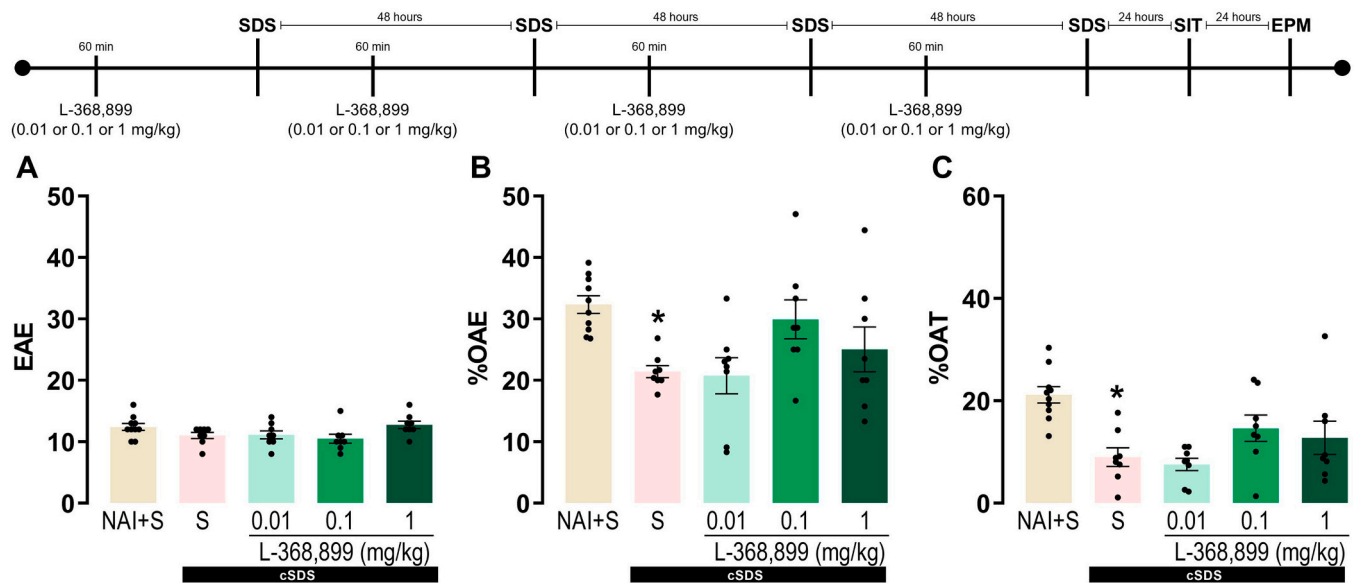 48 hours 48 hours 48 hours 24 hours 24 hours
SDS SDS SDS SDS SIT EPM
60 min 60 min 60 min 60 min
L-368,899 L-368,899 L-368,899 L-368,899
(0.01 or 0.1 or 1 mg/kg) (0.01 or 0.1 or 1 mg/kg) (0.01 or 0.1 or 1 mg/kg) (0.01 or 0.1 or 1 mg/kg)
A
EAE
50
40
30
20
10
0
NAI+S S 0.01 0.1 1
L-368,899 (mg/kg)
cSDS
B
%OAE
50
40
30
20
10
0
*
NAI+S S 0.01 0.1 1
L-368,899 (mg/kg)
cSDS
C
%OAT
60
40
20
0
*
NAI+S S 0.01 0.1 1
L-368,899 (mg/kg)
cSDS